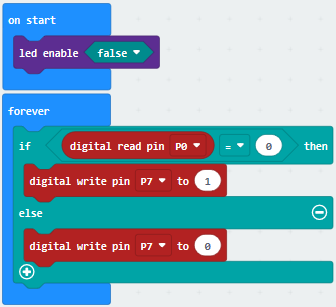 on start
led enable false
forever
if digital read pin P0 = 0 then
digital write pin P7 to 1
else
digital write pin P7 to 0